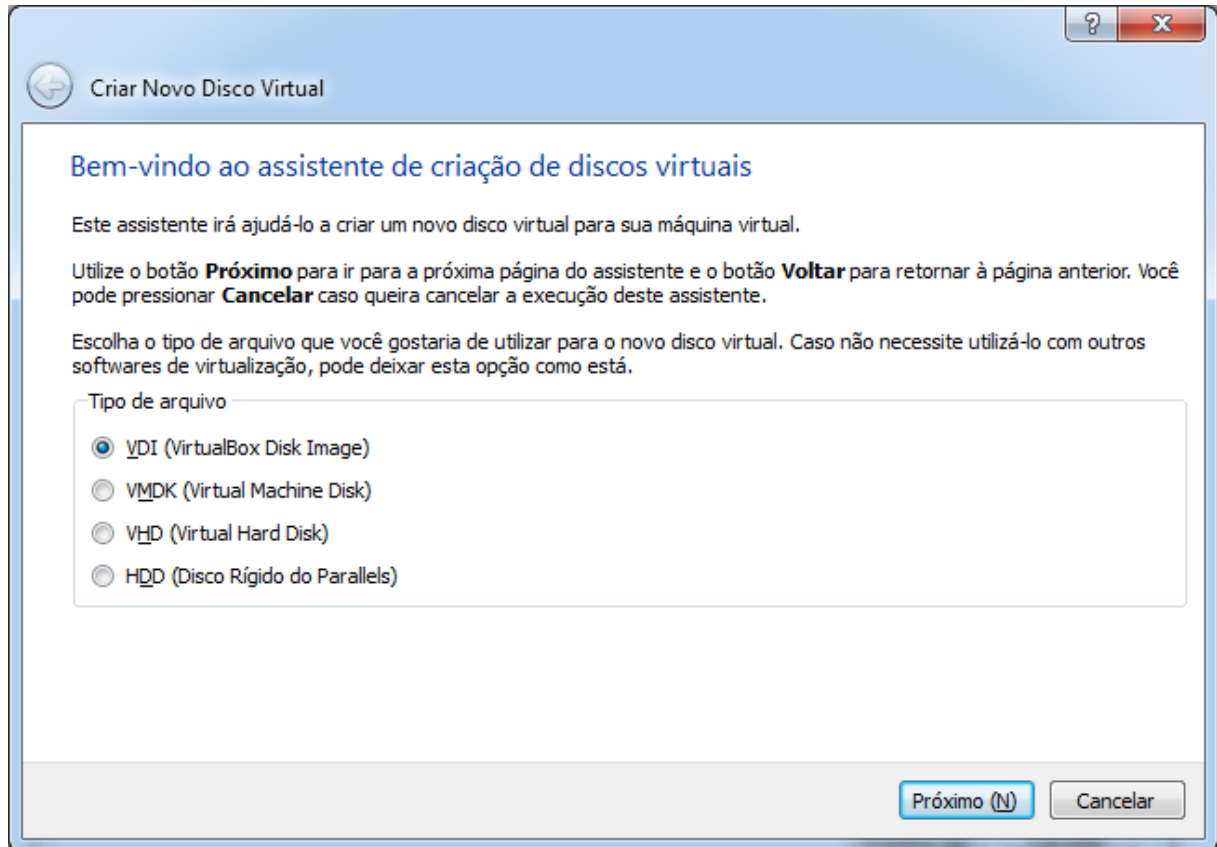 Criar Novo Disco Virtual
Bem-vindo ao assistente de criação de discos virtuais
Este assistente irá ajudá-lo a criar um novo disco virtual para sua máquina virtual.
Utilize o botão Próximo para ir para a próxima página do assistente e o botão Voltar para retornar à página anterior. Você
pode pressionar Cancelar caso queira cancelar a execução deste assistente.
Escolha o tipo de arquivo que você gostaria de utilizar para o novo disco virtual. Caso não necessite utilizá-lo com outros
softwares de virtualização, pode deixar esta opção como está.
Tipo de arquivo
VDI (VirtualBox Disk Image)
VMDK (Virtual Machine Disk)
VHD (Virtual Hard Disk)
HDD (Disco Rígido do Parallels)
Próximo (N)
Cancelar